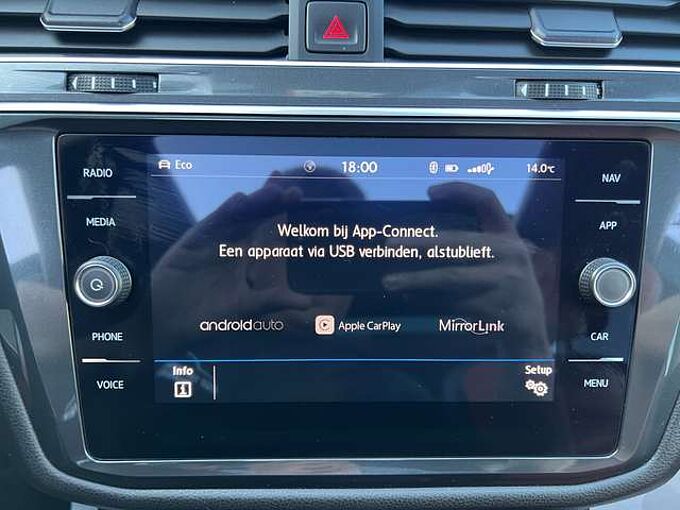 Eco 18:00 14.0°C
RADIO
MEDIA
PHONE
VOICE
Welkom bij App-Connect.
Een apparaat via USB verbinden, alstublieft.
androidauto Apple CarPlay MirrorLink
Info Setup
NAV
APP
CAR
MENU